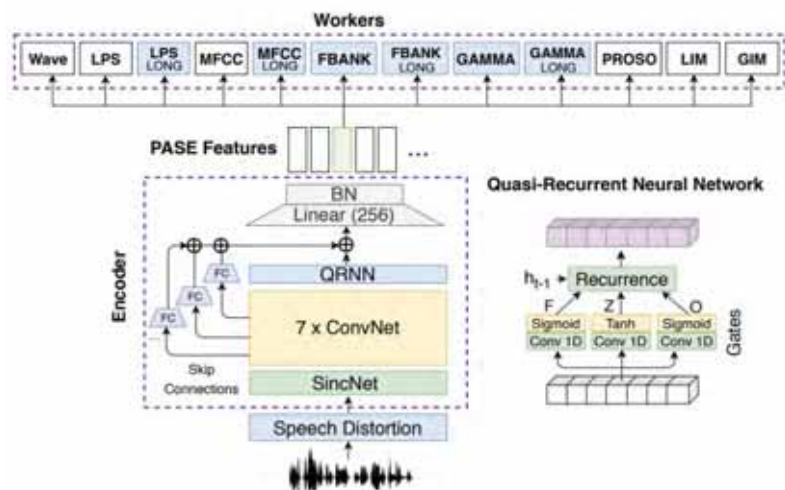 Workers
Wave LPS LPS LONG MFCC MFCC LONG FBANK FBANK LONG GAMMA GAMMA LONG PROSO LIM GIM
PASE Features
...
Quasi-Recurrent Neural Network
BN
Linear (256)
QRNN
FC
FC
FC
...
7 x ConvNet
Encoder
Skip
Connections
SincNet
Speech Distortion
h t-1
Recurrence
F Z O
Sigmoid Tanh Sigmoid
Conv 1D Conv 1D Conv 1D
Gates